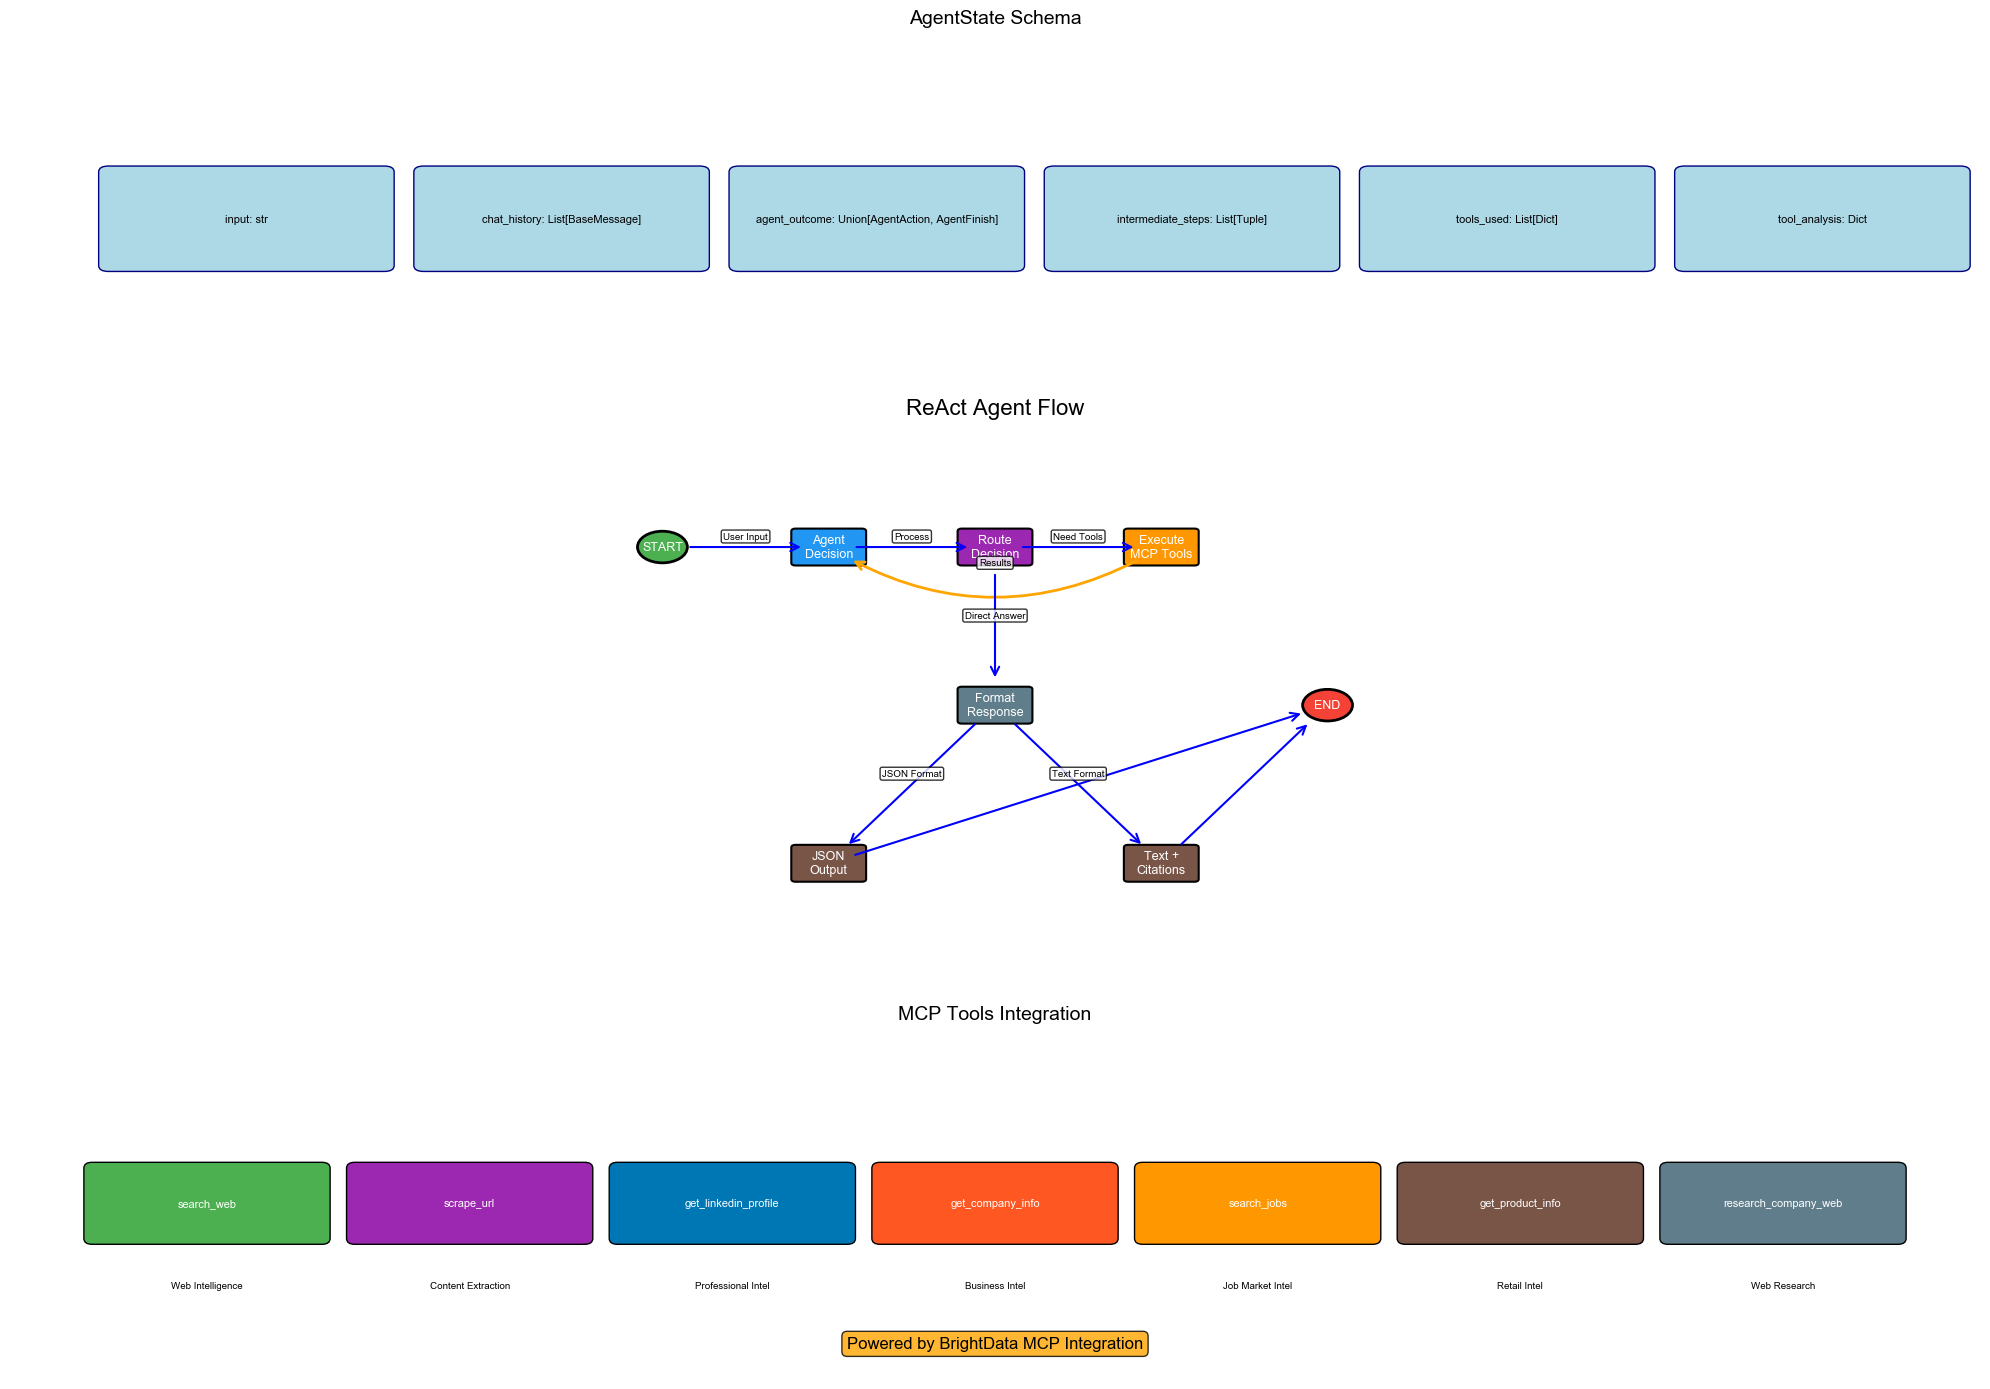 AgentState Schema
input: str
chat_history: List[BaseMessage]
agent_outcome: Union[AgentAction, AgentFinish]
intermediate_steps: List[Tuple]
tools_used: List[Dict]
tool_analysis: Dict
ReAct Agent Flow
START
User Input
Agent
Decision
Process
Route
Decision
Need Tools
Execute
MCP Tools
Results
Direct Answer
Format
Response
END
JSON Format
Text Format
JSON
Output
Text +
Citations
MCP Tools Integration
search_web
scrape_url
get_linkedin_profile
get_company_info
search_jobs
get_product_info
research_company_web
Web Intelligence
Content Extraction
Professional Intel
Business Intel
Job Market Intel
Retail Intel
Web Research
Powered by BrightData MCP Integration